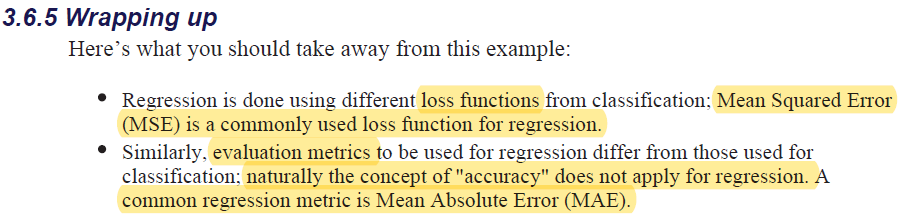 3.6.5 Wrapping up
Here’s what you should take away from this example:
• Regression is done using different loss functions from classification; Mean Squared Error
(MSE) is a commonly used loss function for regression.
• Similarly, evaluation metrics to be used for regression differ from those used for
classification; naturally the concept of "accuracy" does not apply for regression. A
common regression metric is Mean Absolute Error (MAE).